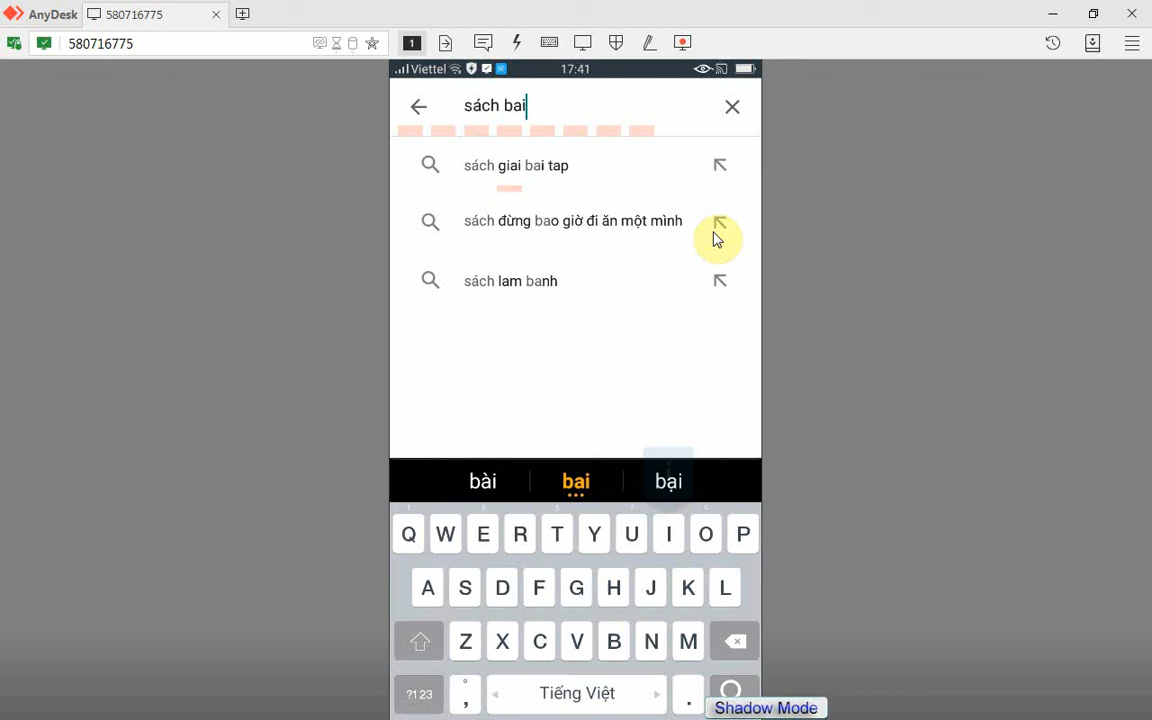 AnyDesk 580716775
580716775 1
Viettel 17:41
sách bai
sách giai bai tap
sách đừng bao giờ đi ăn một mình
sách lam banh
bài bai bại
Q W E R T Y U I O P
A S D F G H J K L
Z X C V B N M
?123 , Tiếng Việt .
Shadow Mode